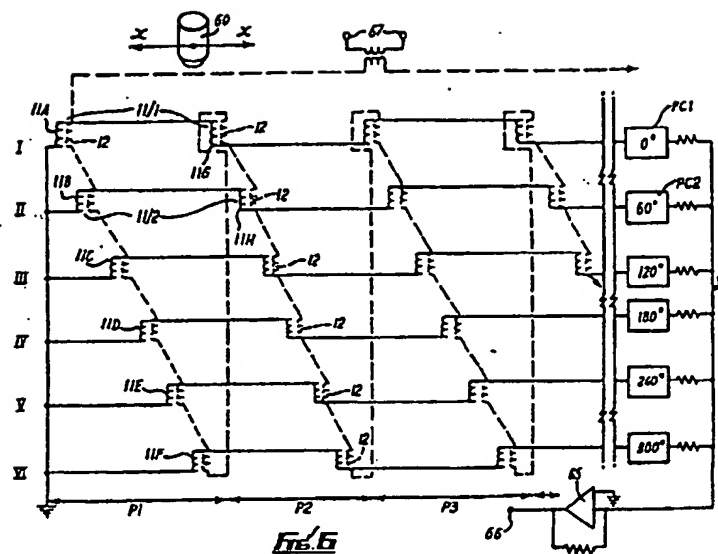 60
x x
67
11A 11/1 PC1
I 12 12 0°
11G
11B PC2
II 11/2 12 60°
11H
11C
III 12 120°
11D
IV 12 180°
11E
V 12 240°
11F
VI 12 300°
P1 P2 P3
65
66
FIG. 6